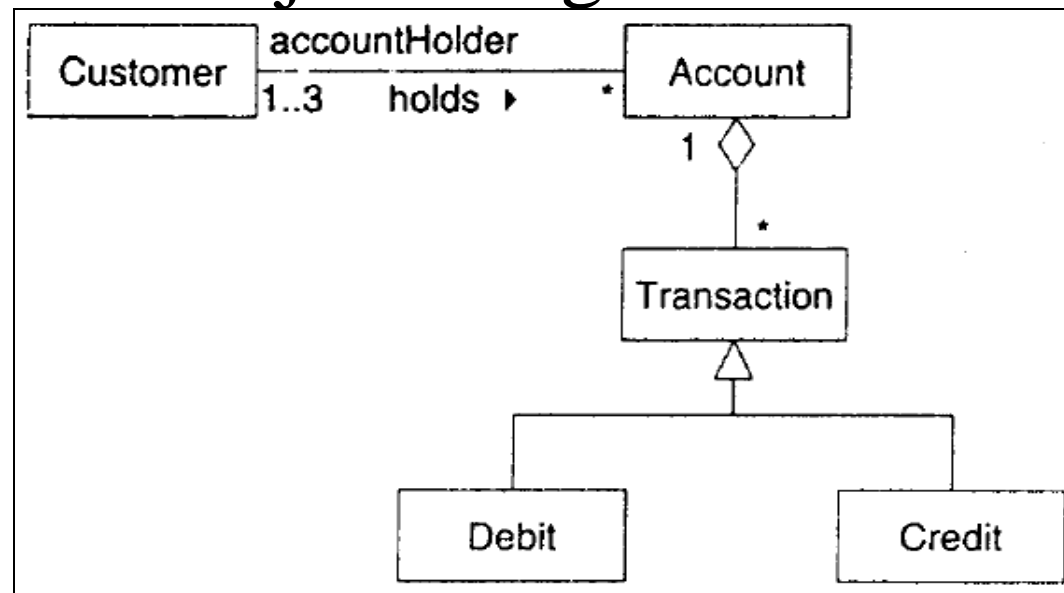 accountHolder
Customer
Account
1..3 holds ▸ *
1
*
Transaction
Debit
Credit